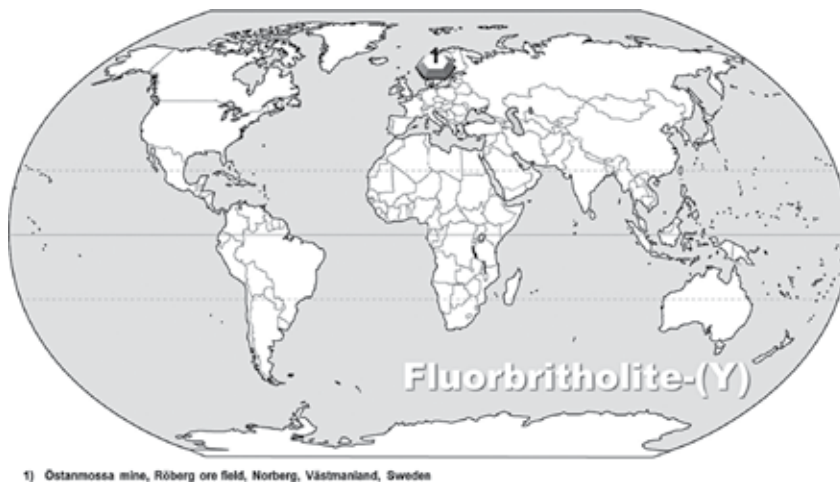 1
Fluorbritholite-(Y)
1) Östanmossa mine, Röberg ore field, Norberg, Västmanland, Sweden